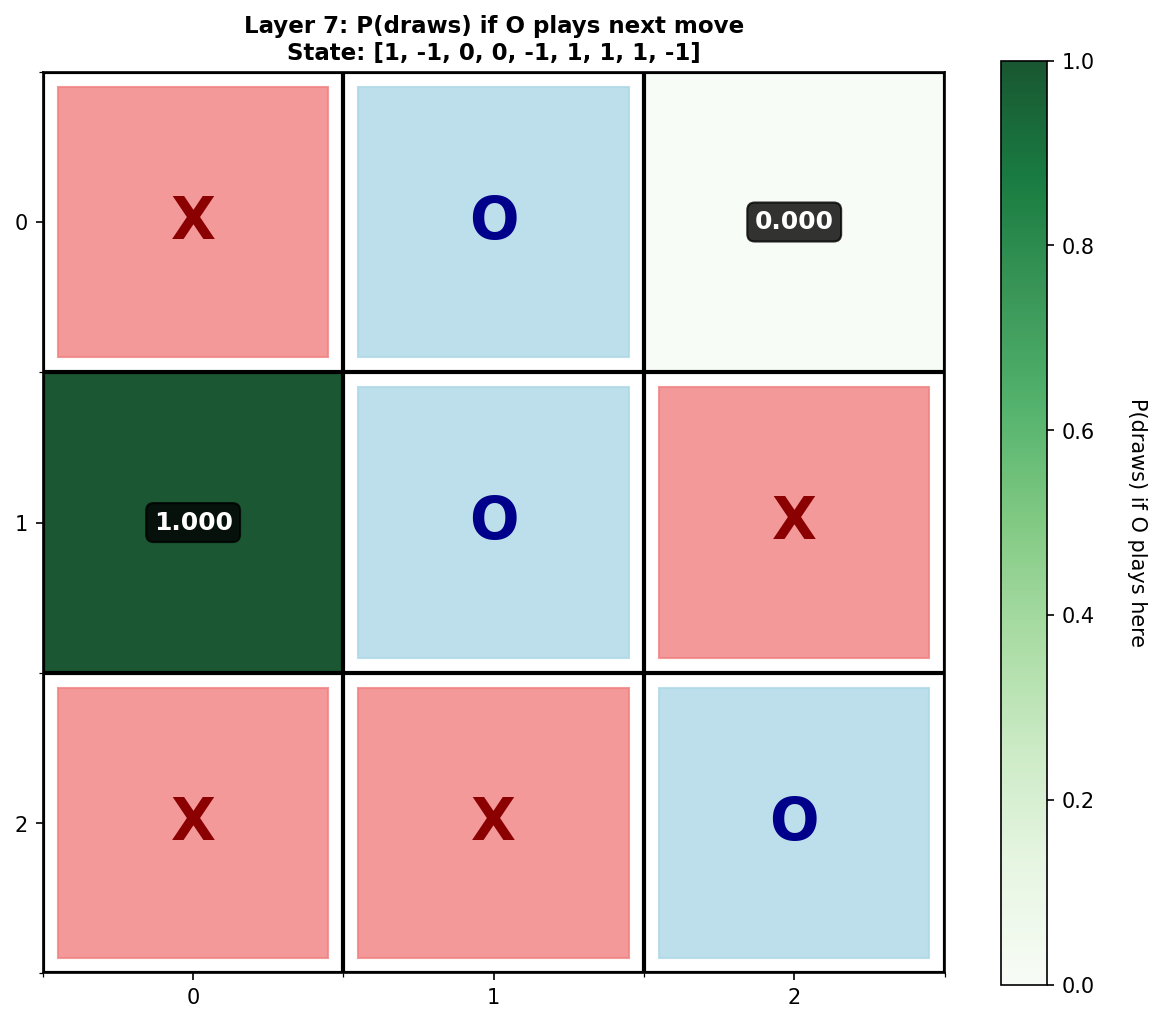 Layer 7: P(draws) if O plays next move
State: [1, -1, 0, 0, -1, 1, 1, 1, -1]
X
O
0.000
1.000
O
X
X
X
O
0
1
2
0
1
2
1.0
0.8
0.6
0.4
0.2
0.0
P(draws) if O plays here